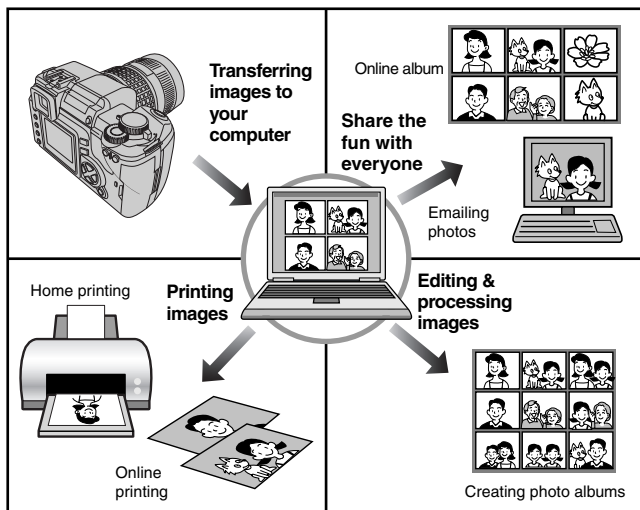 Transferring
images to
your
computer
Online album
Share the
fun with
everyone
Emailing
photos
Home printing
Printing
images
Online
printing
Editing &
processing
images
Creating photo albums